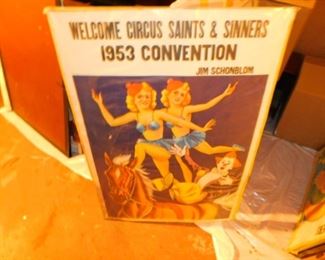 WELCOME CIRCUS SAINTS & SINNERS
1953 CONVENTION
JIM SCHONBLOM